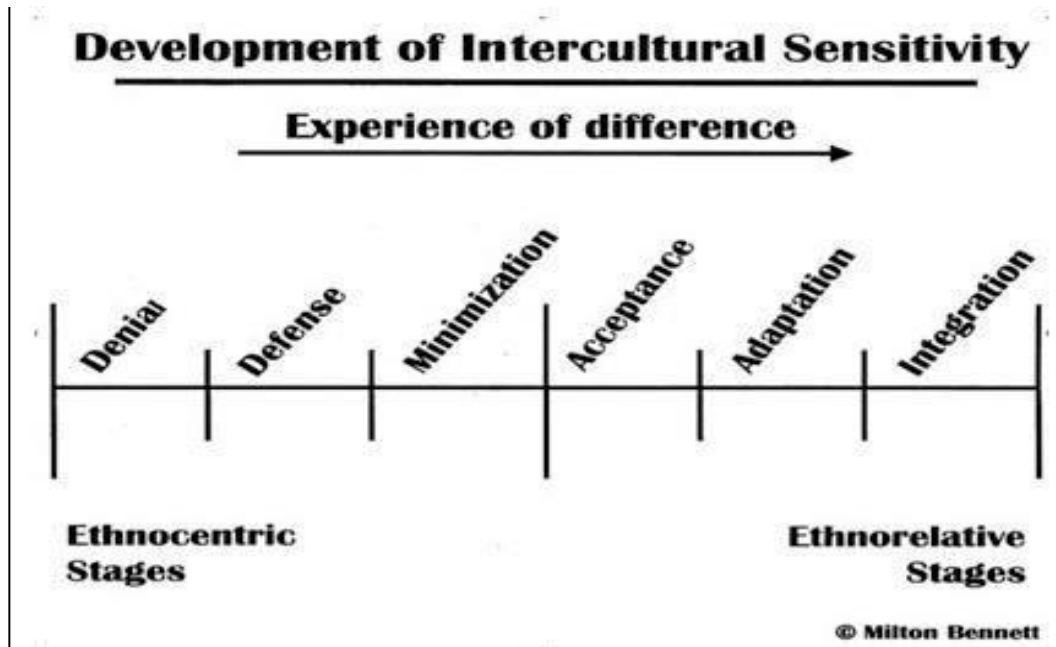 Development of Intercultural Sensitivity
Experience of difference
Denial
Defense
Minimization
Acceptance
Adaptation
Integration
Ethnocentric
Stages
Ethnorelative
Stages
© Milton Bennett